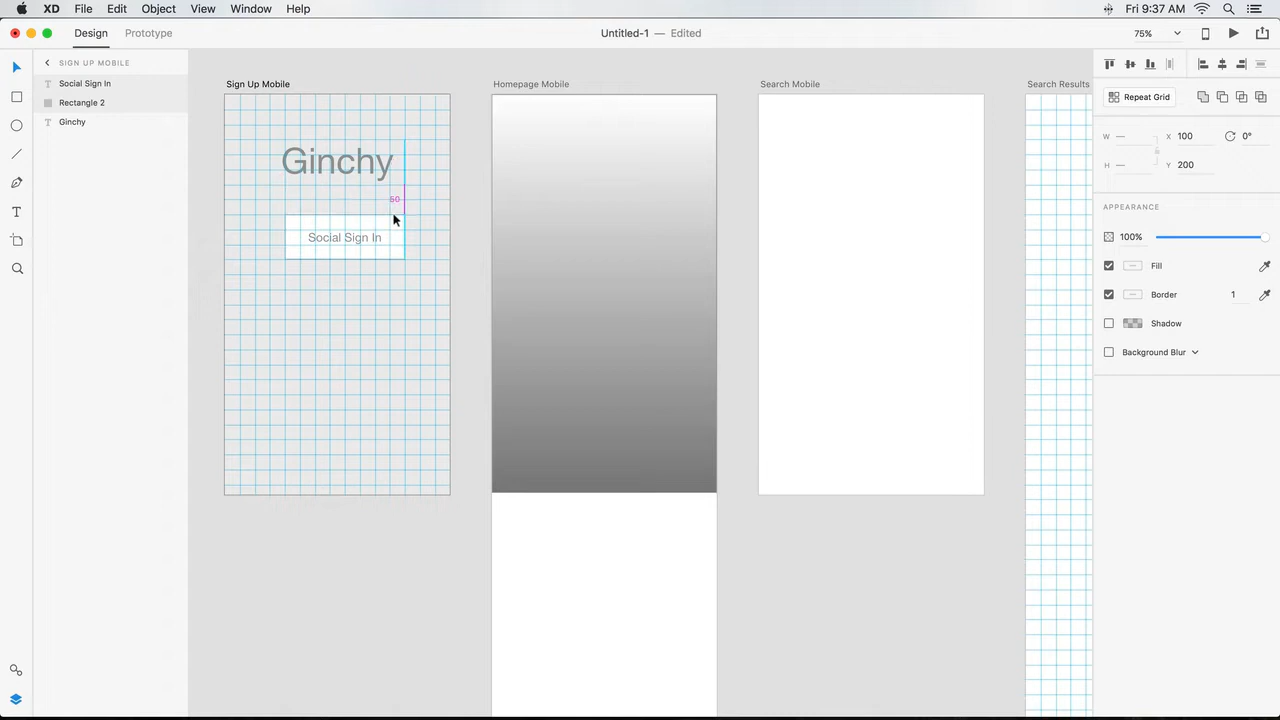 XD File Edit Object View Window Help Fri 9:37 AM
Design Prototype Untitled-1 — Edited 75%
SIGN UP MOBILE
Social Sign In
Rectangle 2
Ginchy
Sign Up Mobile
Ginchy
50
Social Sign In
Homepage Mobile
Search Mobile
Search Results
Repeat Grid
W — X 100 0°
H — Y 200
APPEARANCE
100%
Fill
Border 1
Shadow
Background Blur